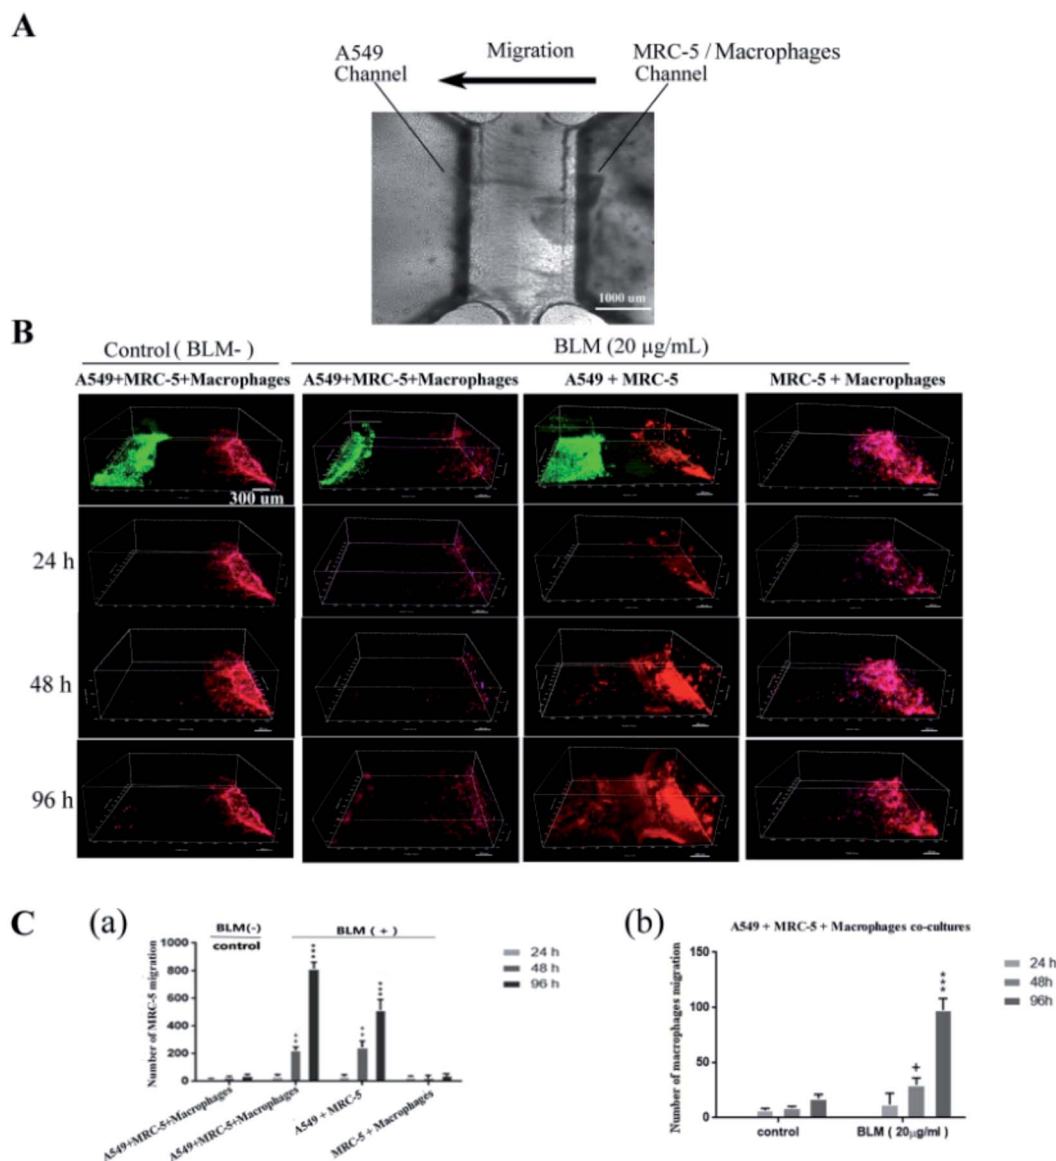 A
A549
Channel
Migration
MRC-5 / Macrophages
Channel
1000 um
B
Control ( BLM- )
BLM (20 µg/mL)
A549+MRC-5+Macrophages
A549+MRC-5+Macrophages
A549 + MRC-5
MRC-5 + Macrophages
300 um
24 h
48 h
96 h
C
(a)
BLM(-)
control
BLM ( + )
Number of MRC-5 migration
1000
800
600
400
200
0
***
****
***
****
24 h
48 h
96 h
A549+MRC-5+Macrophages
A549+MRC-5+Macrophages
A549 + MRC-5
MRC-5 + Macrophages
(b)
A549 + MRC-5 + Macrophages co-cultures
Number of macrophages migration
150
100
50
0
+
***
24 h
48h
96h
control
BLM ( 20µg/ml )